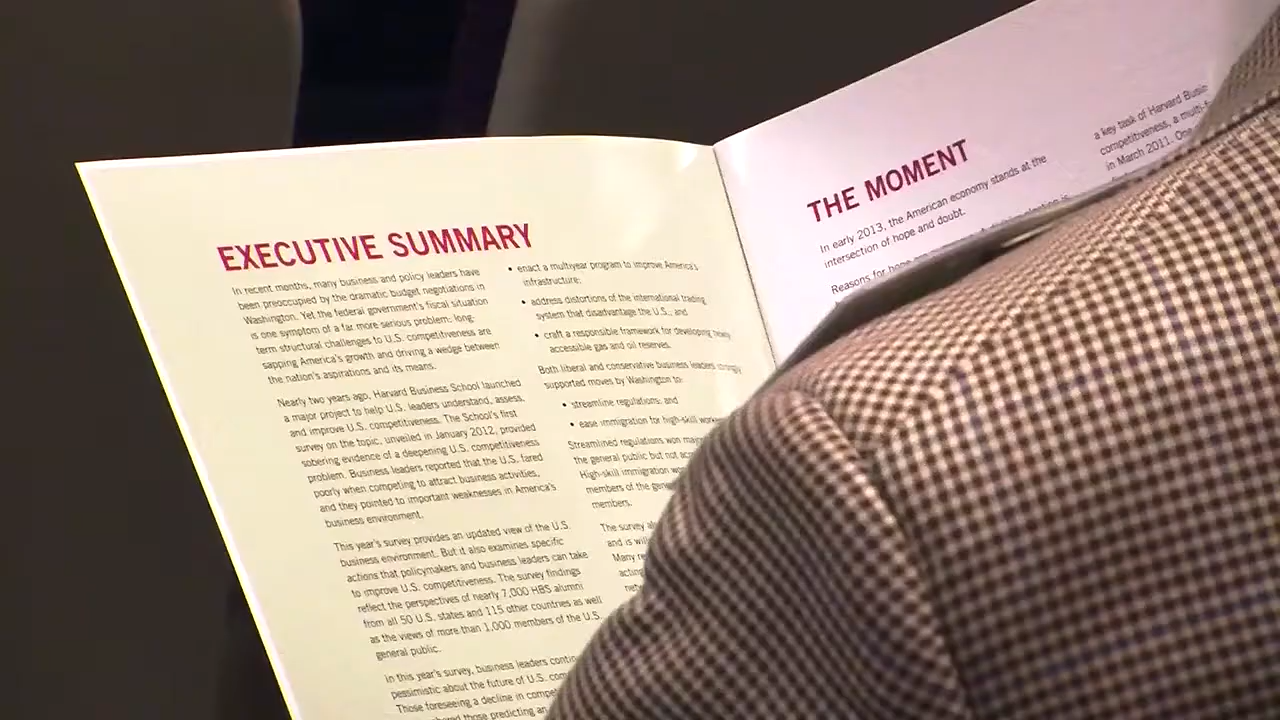 EXECUTIVE SUMMARY
In recent months, many business and policy leaders have
been preoccupied by the dramatic budget negotiations in
Washington. Yet the federal government's fiscal situation
is one symptom of a far more serious problem: long-
term structural challenges to U.S. competitiveness are
sapping America's growth and driving a wedge between
the nation's aspirations and its means.
Nearly two years ago, Harvard Business School launched
a major project to help U.S. leaders understand, assess,
and improve U.S. competitiveness. The School's first
survey on the topic, unveiled in January 2012, provided
sobering evidence of a deepening U.S. competitiveness
problem. Business leaders reported that the U.S. fared
poorly when competing to attract business activities,
and they pointed to important weaknesses in America's
business environment.
This year's survey provides an updated view of the U.S.
business environment. But it also examines specific
actions that policymakers and business leaders can take
to improve U.S. competitiveness. The survey findings
reflect the perspectives of nearly 7,000 HBS alumni
from all 50 U.S. states and 115 other countries as well
as the views of more than 1,000 members of the U.S.
general public.
In this year's survey, business leaders
pessimistic about the future of U.S.
Those foreseeing a decline in
those predicting an
• enact a multiyear program to improve America's
infrastructure;
• address distortions of the international trading
system that disadvantage the U.S.; and
• craft a responsible framework for developing newly
accessible gas and oil reserves.
Both liberal and conservative business leaders strongly
supported moves by Washington to:
• streamline regulations; and
• ease immigration for high-skill
Streamlined regulations won
the general public but not
High-skill immigration
members of the
members.
The survey
and is
Many
THE MOMENT
In early 2013, the American economy stands at the
intersection of hope and doubt.
Reasons for
a key task of Harvard
competitiveness, a
in March 2011.